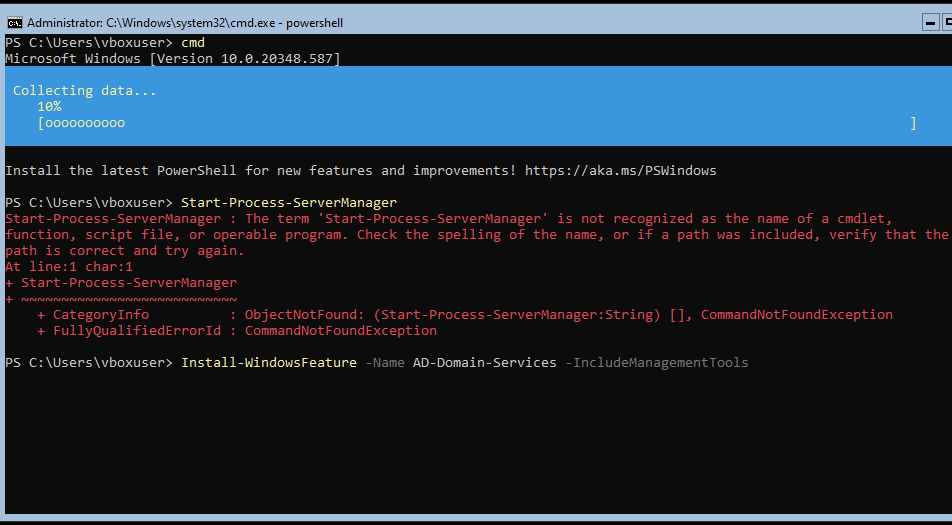 Administrator: C:\Windows\system32\cmd.exe - powershell
PS C:\Users\vboxuser> cmd
Microsoft Windows [Version 10.0.20348.587]
Collecting data...
10%
[oooooooooo ]
Install the latest PowerShell for new features and improvements! https://aka.ms/PSWindows
PS C:\Users\vboxuser> Start-Process-ServerManager
Start-Process-ServerManager : The term 'Start-Process-ServerManager' is not recognized as the name of a cmdlet,
function, script file, or operable program. Check the spelling of the name, or if a path was included, verify that the
path is correct and try again.
At line:1 char:1
+ Start-Process-ServerManager
+ ~~~~~~~~~~~~~~~~~~~~~~~~~~~
+ CategoryInfo : ObjectNotFound: (Start-Process-ServerManager:String) [], CommandNotFoundException
+ FullyQualifiedErrorId : CommandNotFoundException
PS C:\Users\vboxuser> Install-WindowsFeature -Name AD-Domain-Services -IncludeManagementTools